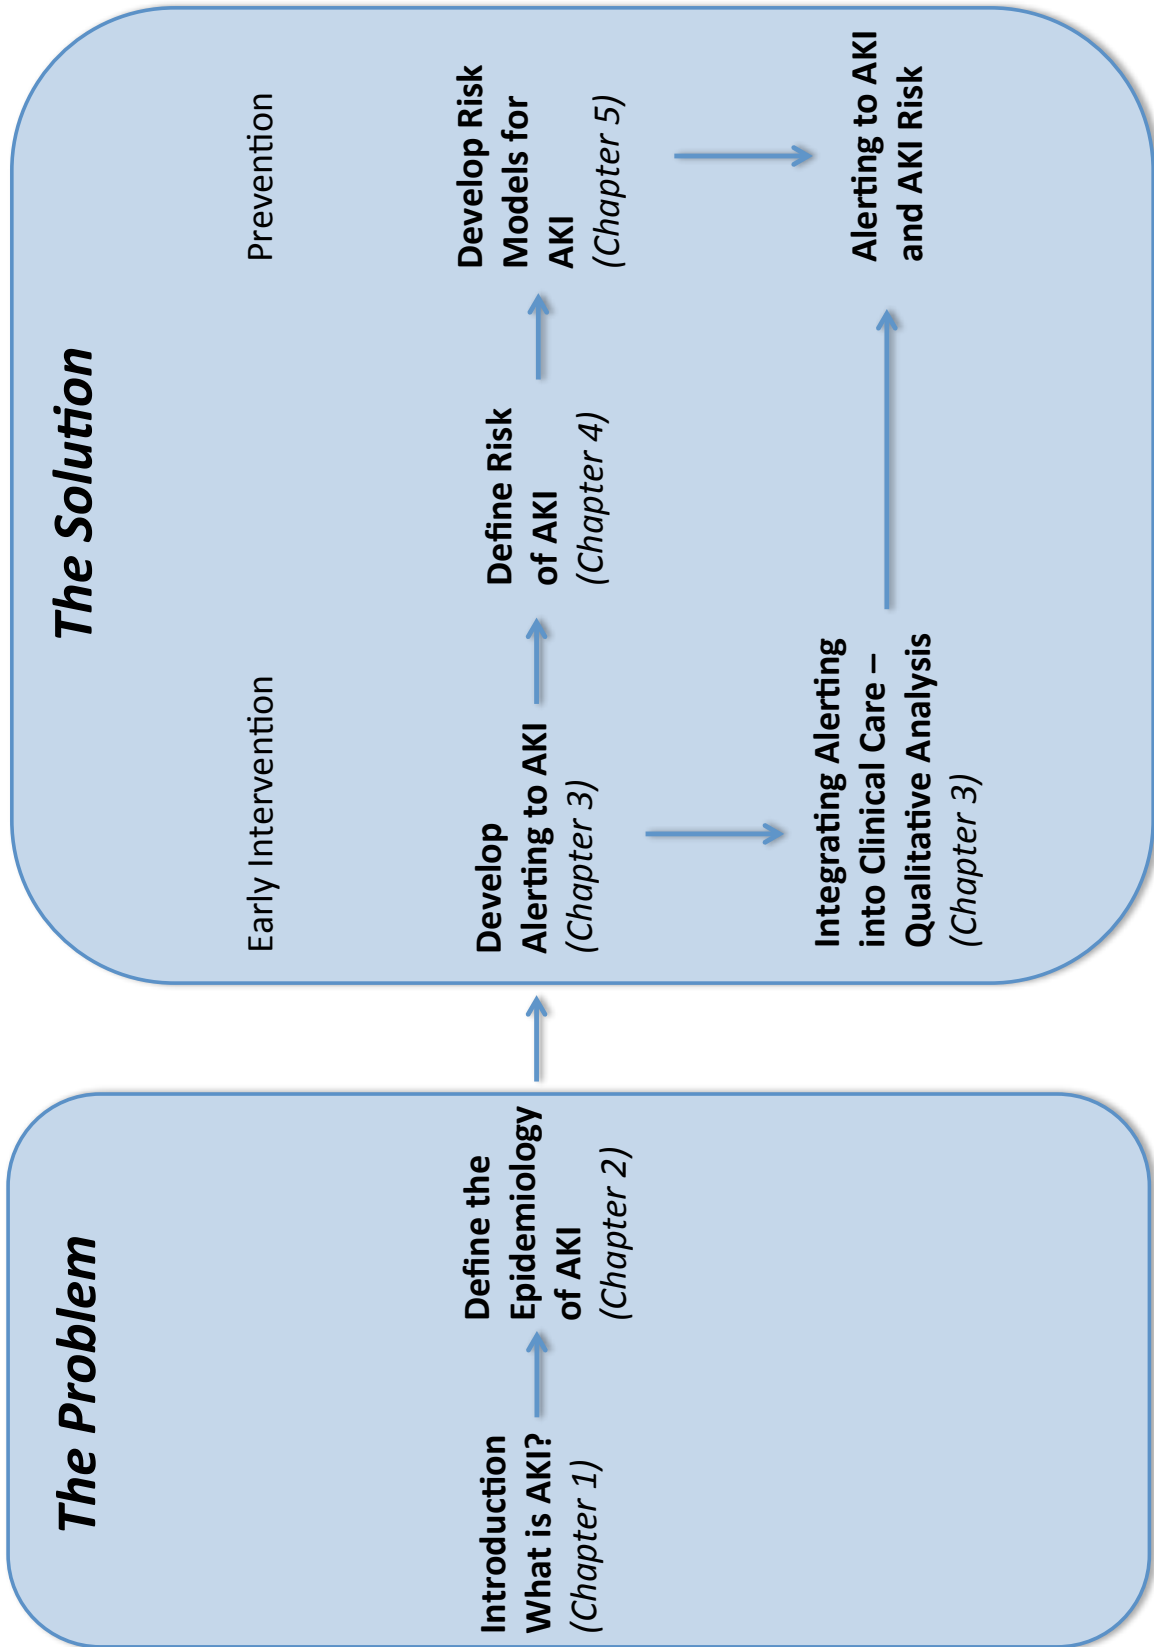 The Problem
Introduction
What is AKI?
(Chapter 1)
Define the
Epidemiology
of AKI
(Chapter 2)
The Solution
Early Intervention
Prevention
Develop
Alerting to AKI
(Chapter 3)
Define Risk
of AKI
(Chapter 4)
Develop Risk
Models for
AKI
(Chapter 5)
Integrating Alerting
into Clinical Care –
Qualitative Analysis
(Chapter 3)
Alerting to AKI
and AKI Risk